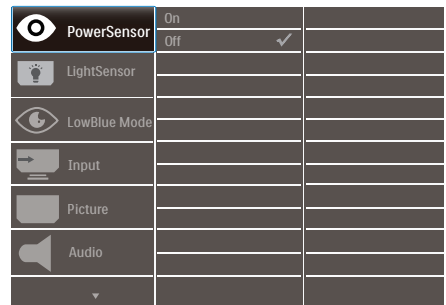 PowerSensor
On
Off
LightSensor
LowBlue Mode
Input
Picture
Audio